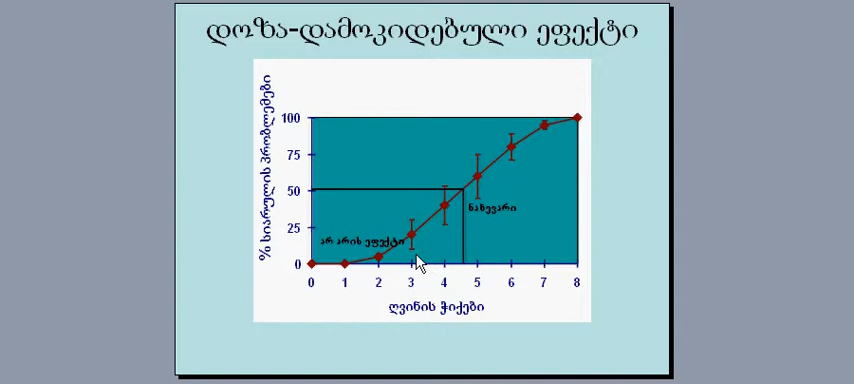 დოზა-დამოკიდებული ეფექტი
% სიარულის პრობლემები
100
75
50
25
0
ნახევარი
არ არის ეფექტი
0 1 2 3 4 5 6 7 8
ღვინის ჭიქები